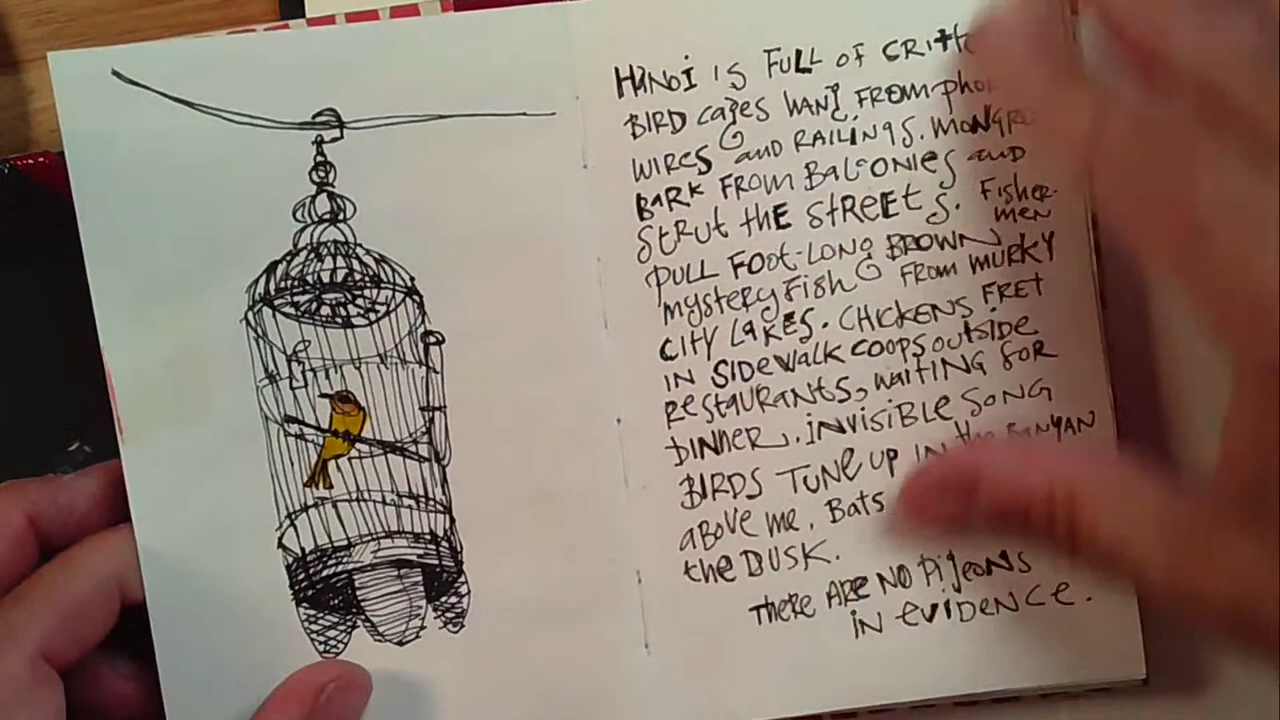 HANOI IS FULL OF
BIRD CAGES HANG FROM
WIRES AND RAILINGS.
BARK FROM BALCONIES AND
STRUT THE STREETS. FISHER-
MEN
PULL FOOT-LONG BROWN
MYSTERY FISH FROM MURKY
CITY LAKES. CHICKENS FRET
IN SIDEWALK COOPS OUTSIDE
RESTAURANTS, WAITING FOR
DINNER. INVISIBLE SONG
BIRDS TUNE UP IN the BANYAN
ABOVE ME. BATS
the DUSK.
THERE ARE NO PIGEONS
IN EVIDENCE.